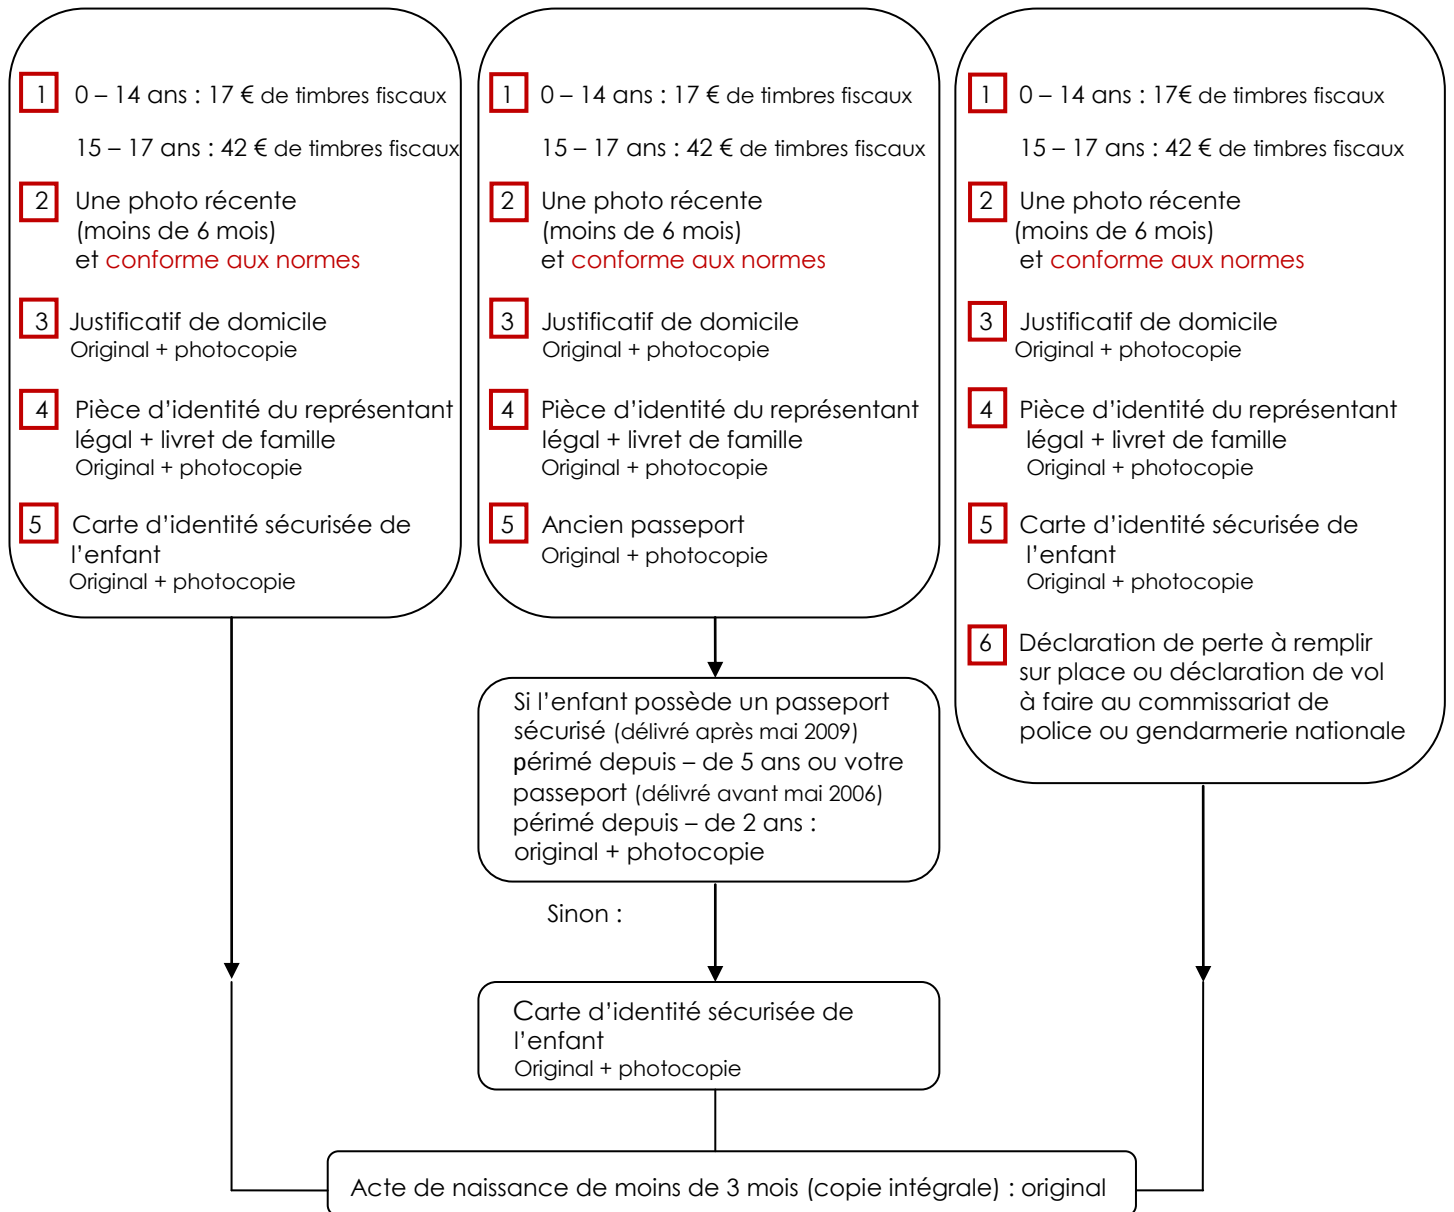 1 0 – 14 ans : 17 € de timbres fiscaux
15 – 17 ans : 42 € de timbres fiscaux
2 Une photo récente
(moins de 6 mois)
et conforme aux normes
3 Justificatif de domicile
Original + photocopie
4 Pièce d’identité du représentant
légal + livret de famille
Original + photocopie
5 Carte d’identité sécurisée de
l’enfant
Original + photocopie
1 0 – 14 ans : 17 € de timbres fiscaux
15 – 17 ans : 42 € de timbres fiscaux
2 Une photo récente
(moins de 6 mois)
et conforme aux normes
3 Justificatif de domicile
Original + photocopie
4 Pièce d’identité du représentant
légal + livret de famille
Original + photocopie
5 Ancien passeport
Original + photocopie
Si l’enfant possède un passeport
sécurisé (délivré après mai 2009)
périmé depuis – de 5 ans ou votre
passeport (délivré avant mai 2006)
périmé depuis – de 2 ans :
original + photocopie
Sinon :
Carte d’identité sécurisée de
l’enfant
Original + photocopie
1 0 – 14 ans : 17€ de timbres fiscaux
15 – 17 ans : 42 € de timbres fiscaux
2 Une photo récente
(moins de 6 mois)
et conforme aux normes
3 Justificatif de domicile
Original + photocopie
4 Pièce d’identité du représentant
légal + livret de famille
Original + photocopie
5 Carte d’identité sécurisée de
l’enfant
Original + photocopie
6 Déclaration de perte à remplir
sur place ou déclaration de vol
à faire au commissariat de
police ou gendarmerie nationale
Acte de naissance de moins de 3 mois (copie intégrale) : original